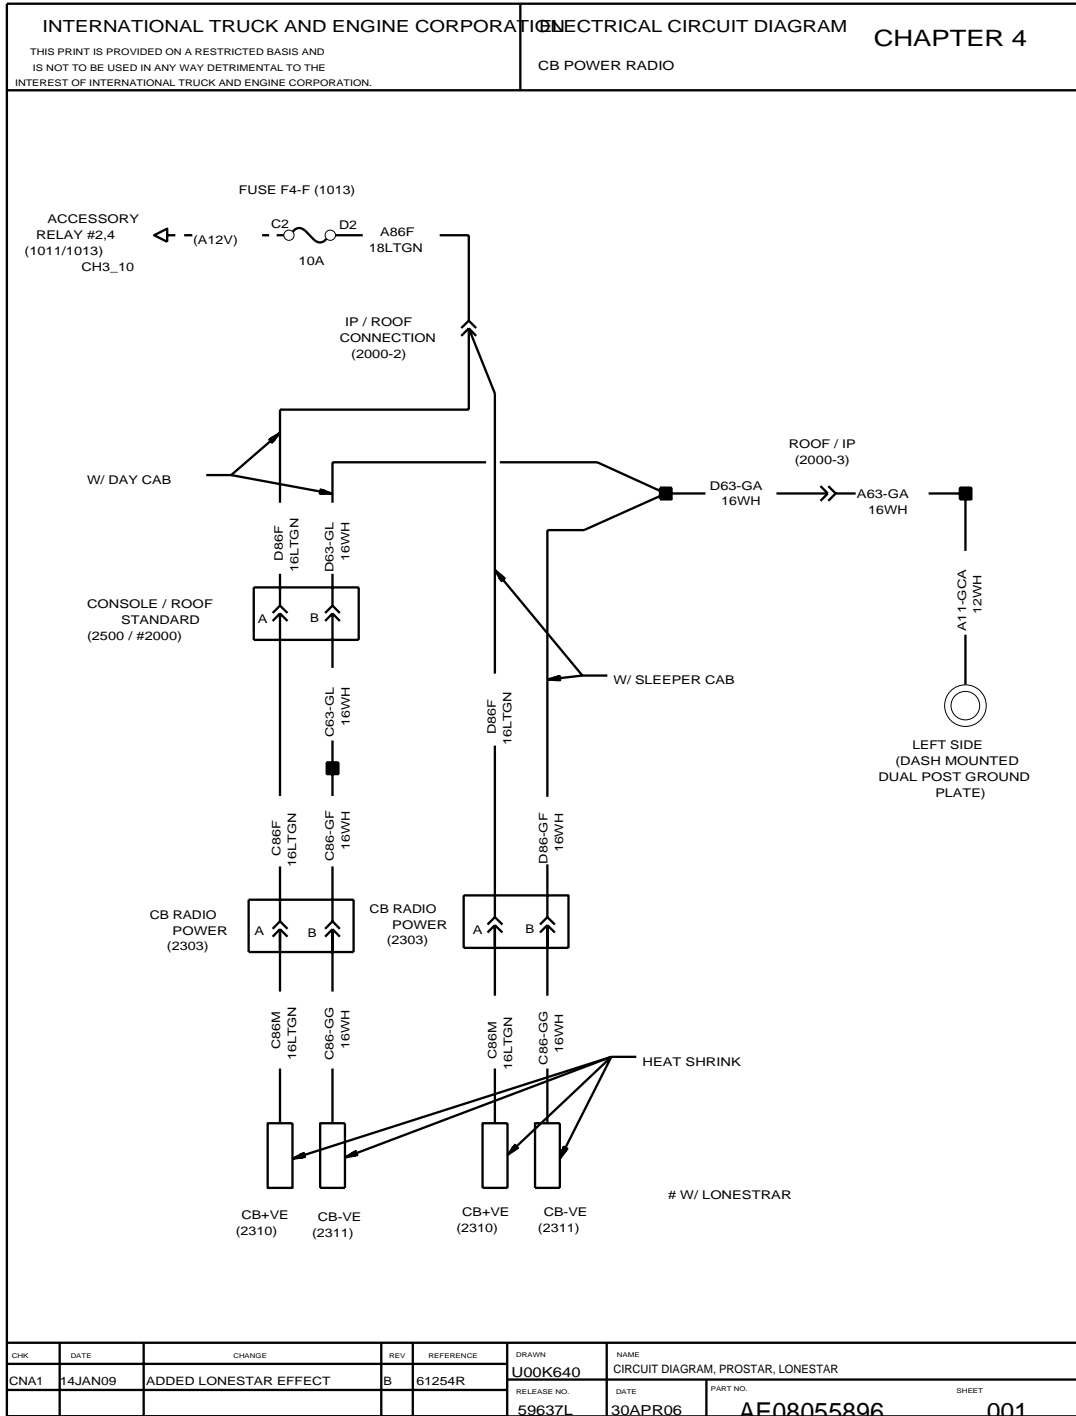 INTERNATIONAL TRUCK AND ENGINE CORPORATION
ELECTRICAL CIRCUIT DIAGRAM
CHAPTER 4
THIS PRINT IS PROVIDED ON A RESTRICTED BASIS AND
IS NOT TO BE USED IN ANY WAY DETRIMENTAL TO THE
INTEREST OF INTERNATIONAL TRUCK AND ENGINE CORPORATION.
CB POWER RADIO
FUSE F4-F (1013)
ACCESSORY
RELAY #2,4
(1011/1013)
CH3_10
(A12V)
C2
D2
10A
A86F
18LTGN
IP / ROOF
CONNECTION
(2000-2)
W/ DAY CAB
ROOF / IP
(2000-3)
D63-GA
16WH
A63-GA
16WH
D86F
16LTGN
D63-GL
16WH
A11-GCA
12WH
CONSOLE / ROOF
STANDARD
(2500 / #2000)
A
B
W/ SLEEPER CAB
C63-GL
16WH
D86F
16LTGN
LEFT SIDE
(DASH MOUNTED
DUAL POST GROUND
PLATE)
C86F
16LTGN
C86-GF
16WH
D86-GF
16WH
CB RADIO
POWER
(2303)
A
B
CB RADIO
POWER
(2303)
A
B
C86M
16LTGN
C86-GG
16WH
C86M
16LTGN
C86-GG
16WH
HEAT SHRINK
# W/ LONESTRAR
CB+VE
(2310)
CB-VE
(2311)
CB+VE
(2310)
CB-VE
(2311)
CHK DATE CHANGE REV REFERENCE
CNA1 14JAN09 ADDED LONESTAR EFFECT B 61254R
DRAWN
U00K640
NAME
CIRCUIT DIAGRAM, PROSTAR, LONESTAR
RELEASE NO.
59637L
DATE
30APR06
PART NO.
AE08055896
SHEET
001